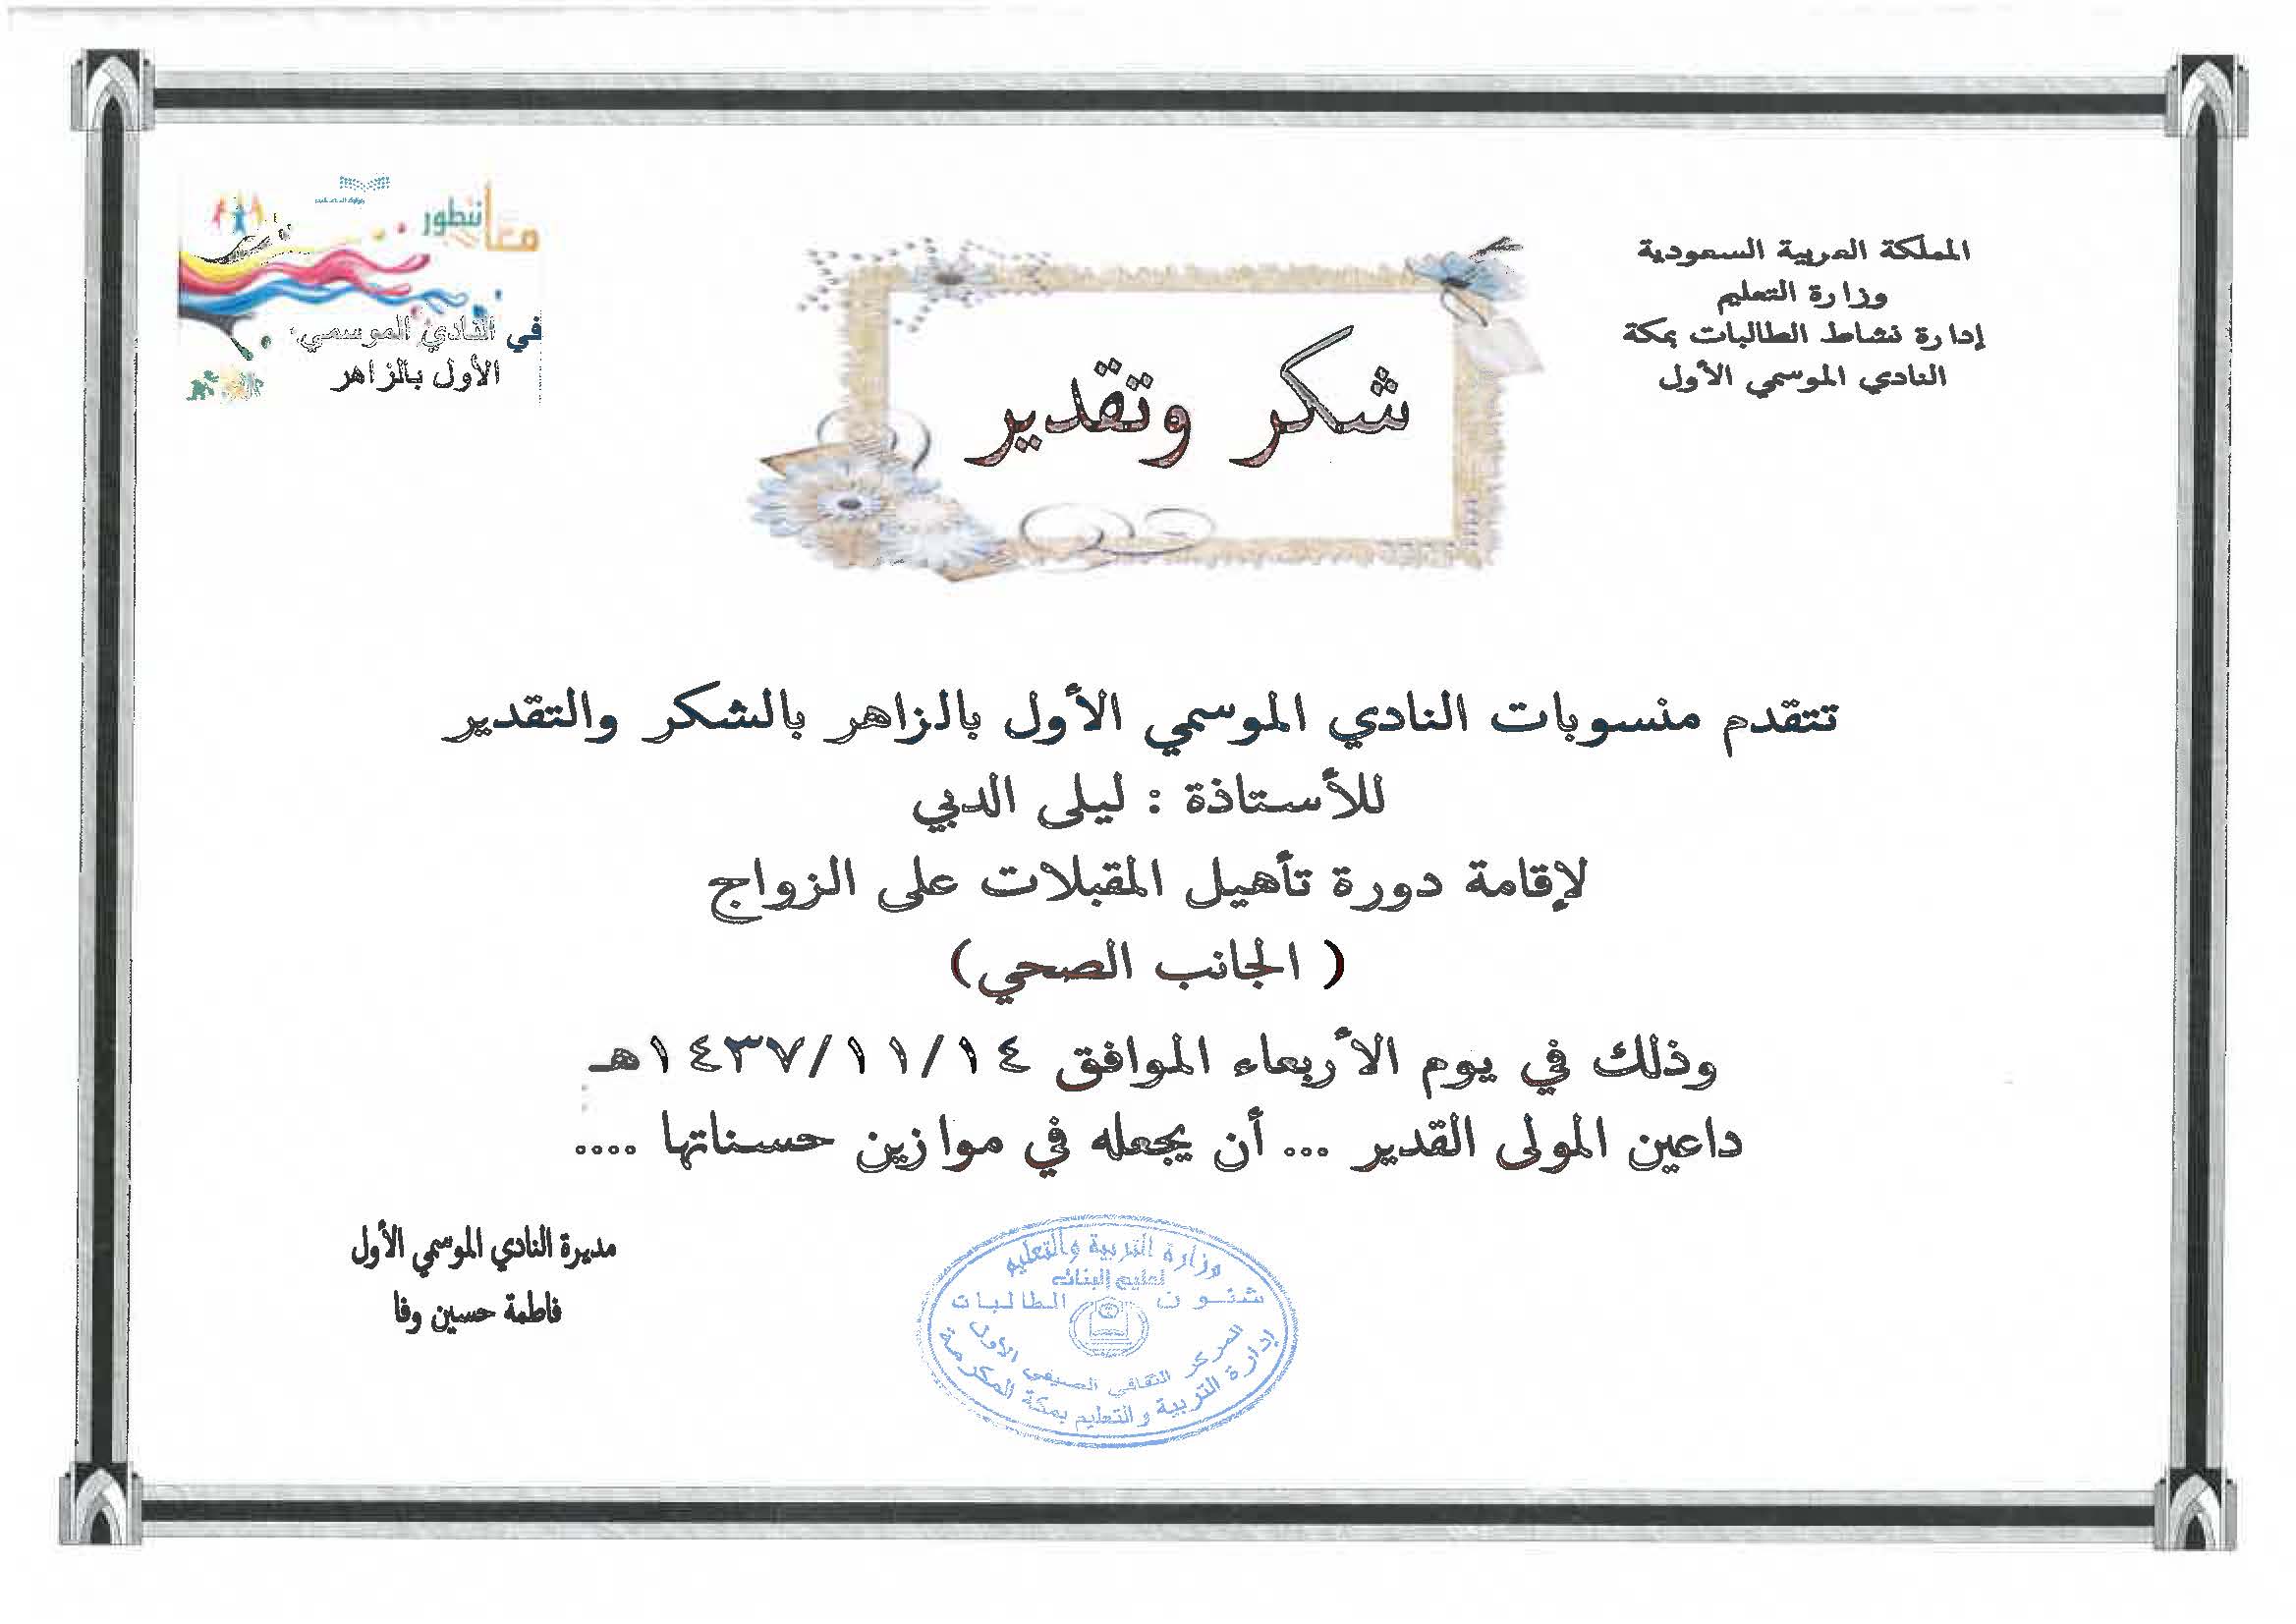 المملكة العربية السعودية
وزارة التعليم
إدارة نشاط الطالبات بمكة
النادي الموسمي الأول
معاً نتطور
في النادي الموسمي
الأول بالزاهر
شكر وتقدير
تتقدم منسوبات النادي الموسمي الأول بالزاهر بالشكر والتقدير
للأستاذة : ليلى الدبي
لإقامة دورة تأهيل المقبلات على الزواج
( الجانب الصحي)
وذلك في يوم الأربعاء الموافق ١٤٣٧/١١/١٤هـ
داعين المولى القدير ... أن يجعله في موازين حسناتها ....
مديرة النادي الموسمي الأول
فاطمة حسين وفا
وزارة التربية والتعليم
تعليم البنات
شئون الطالبات
المركز الثقافي الصيفي الأول
إدارة التربية والتعليم بمكة المكرمة